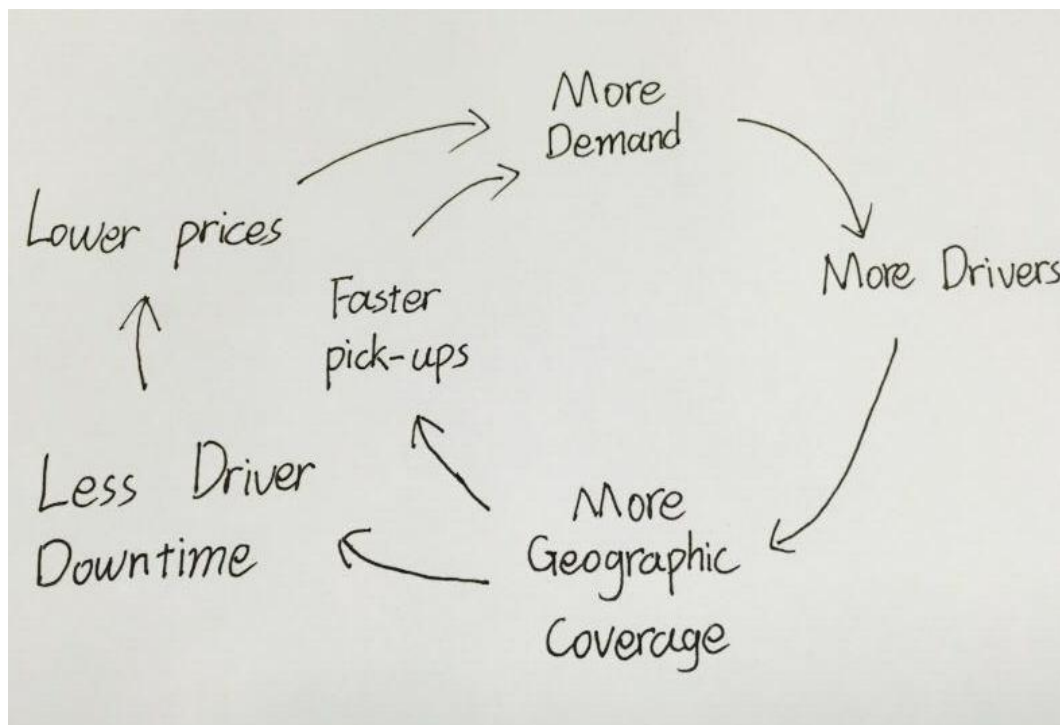 More
Demand
Lower prices
More Drivers
Faster
pick-ups
Less Driver
Downtime
More
Geographic
Coverage